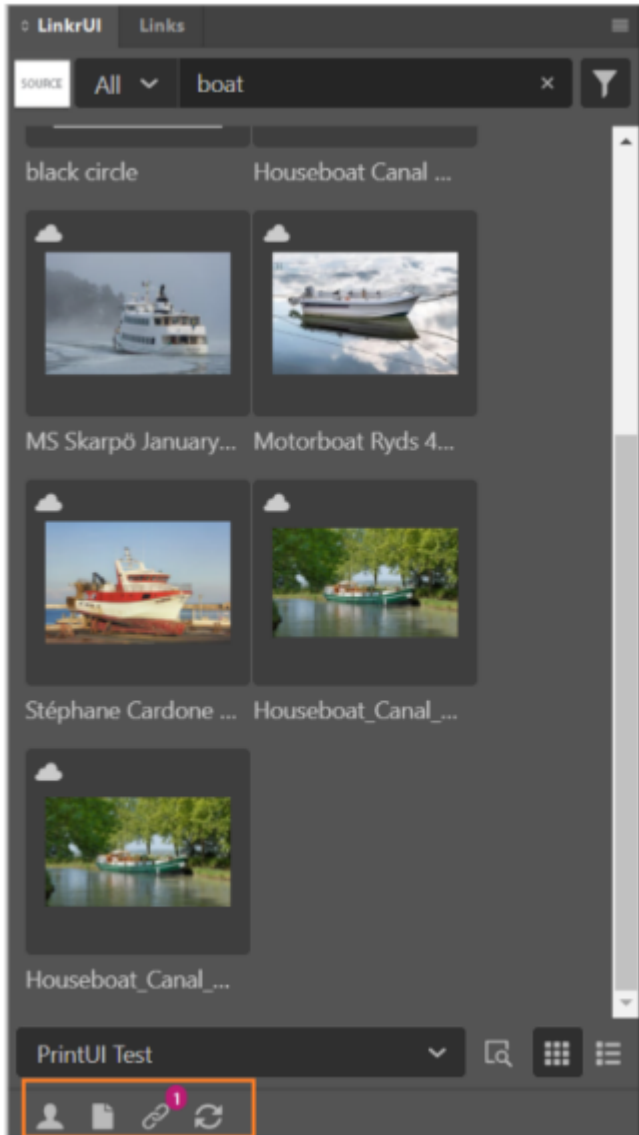 LinkrUI Links
SOURCE All boat
black circle Houseboat Canal ...
MS Skarpö January... Motorboat Ryds 4...
Stéphane Cardone ... Houseboat_Canal_...
Houseboat_Canal_...
PrintUI Test
1